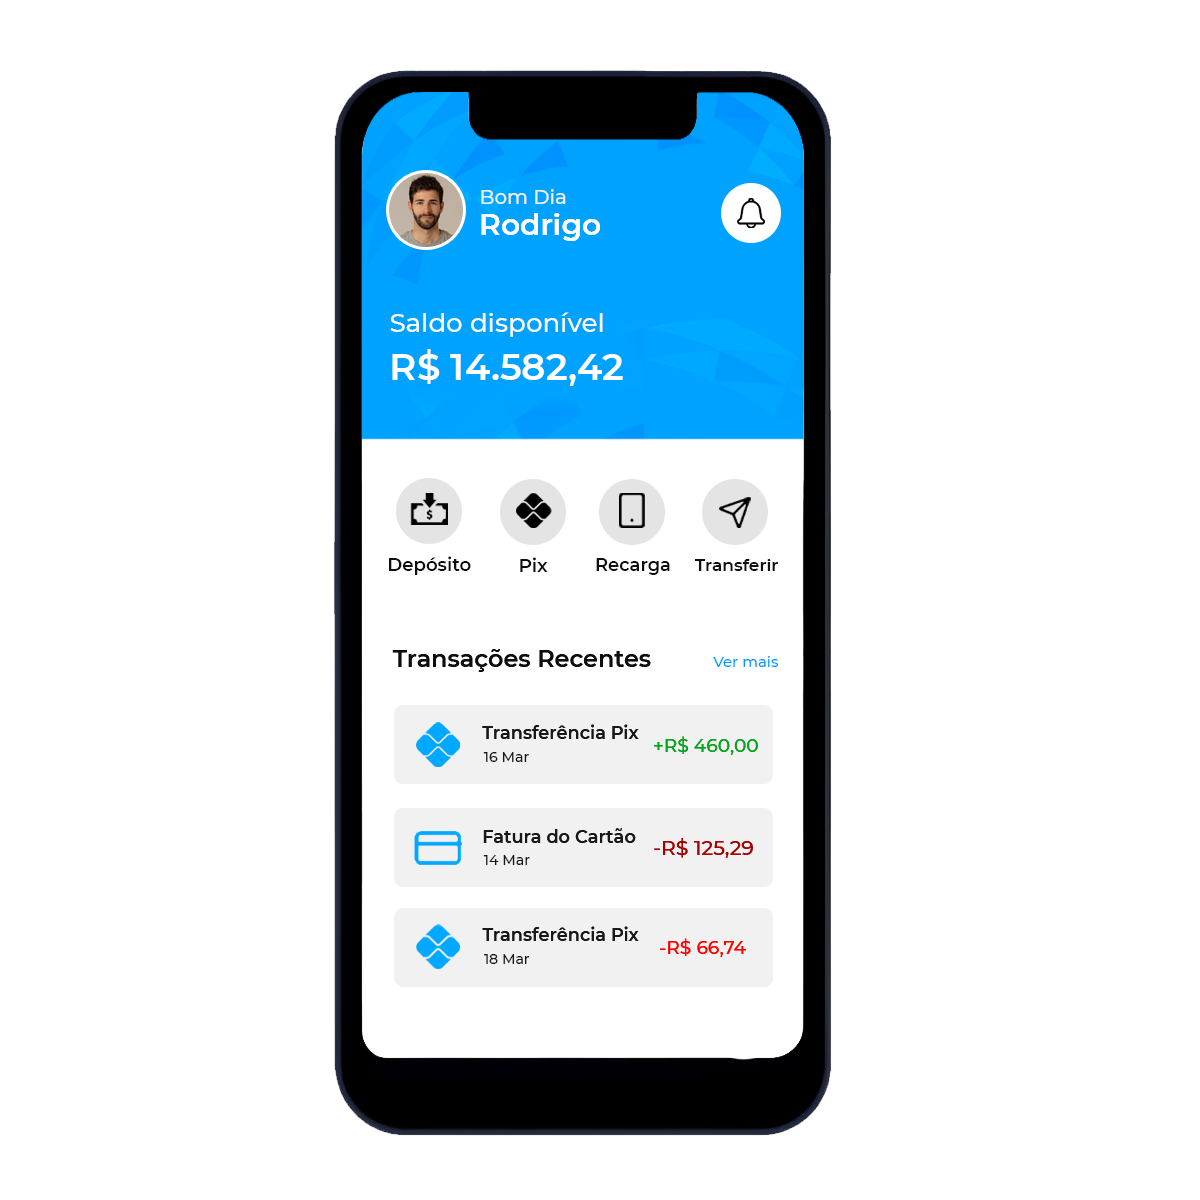 Bom Dia
Rodrigo
Saldo disponível
R$ 14.582,42
$
Depósito
Pix
Recarga
Transferir
Transações Recentes
Ver mais
Transferência Pix
+R$ 460,00
16 Mar
Fatura do Cartão
-R$ 125,29
14 Mar
Transferência Pix
-R$ 66,74
18 Mar